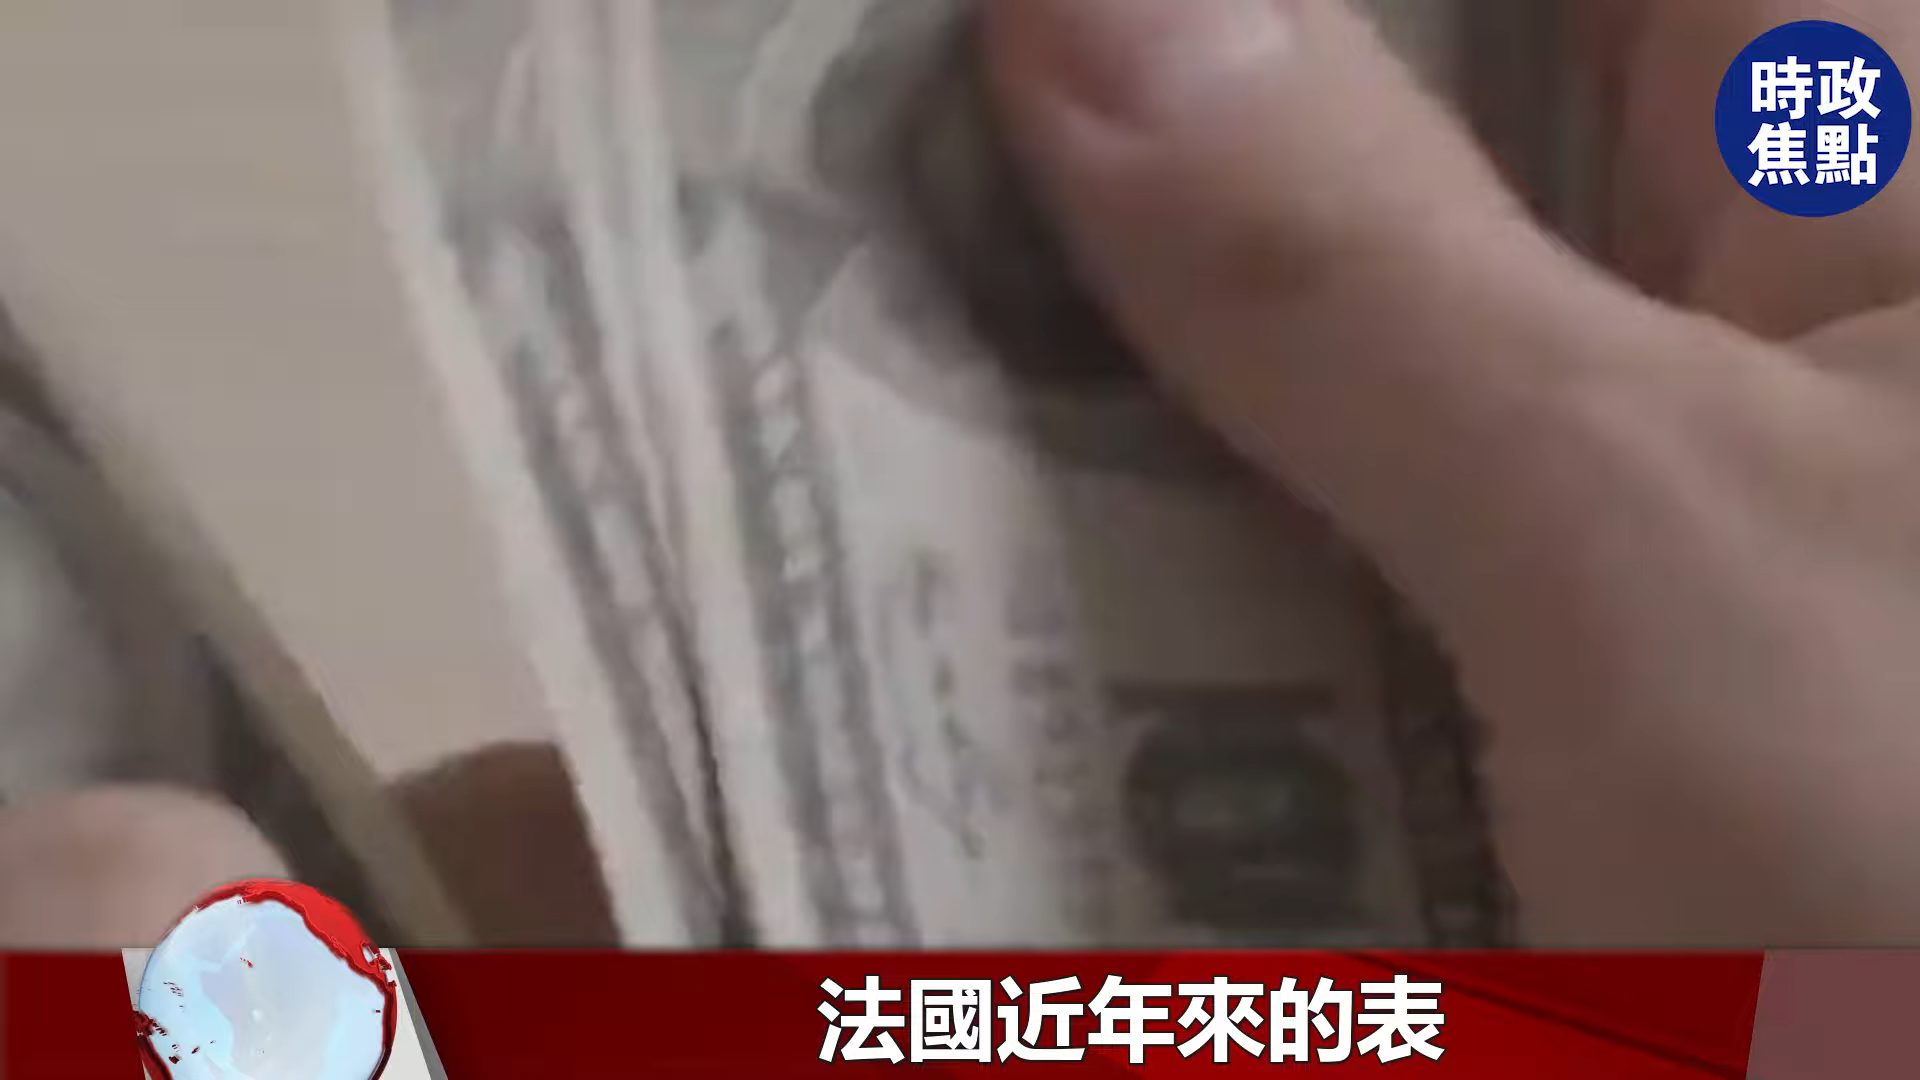 時政
焦點
法國近年來的表